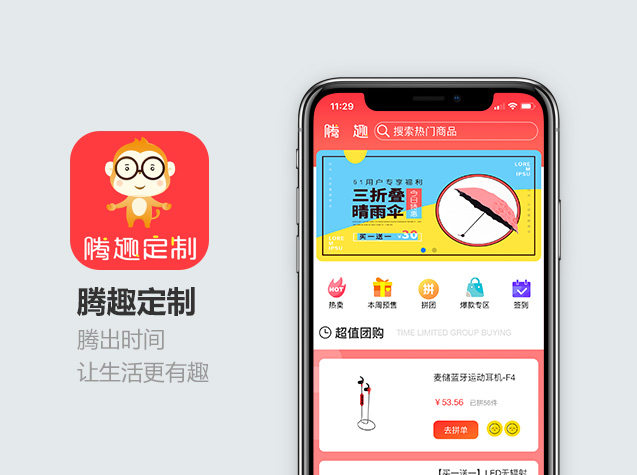 腾趣定制
腾趣定制
腾出时间
让生活更有趣
11:29
腾 趣
搜索热门商品
LORE
M
IPSU
61用户专享福利
三折叠
晴雨伞
今日特惠
买一送一 ¥30
LORE
M
IPSU
HOT
拼
热卖
本周预售
拼团
爆款专区
签到
超值团购
TIME LIMITED GROUP BUYING
麦储蓝牙运动耳机-F4
￥53.56 已拼56件
去拼单
【买一送一】LED无辐射